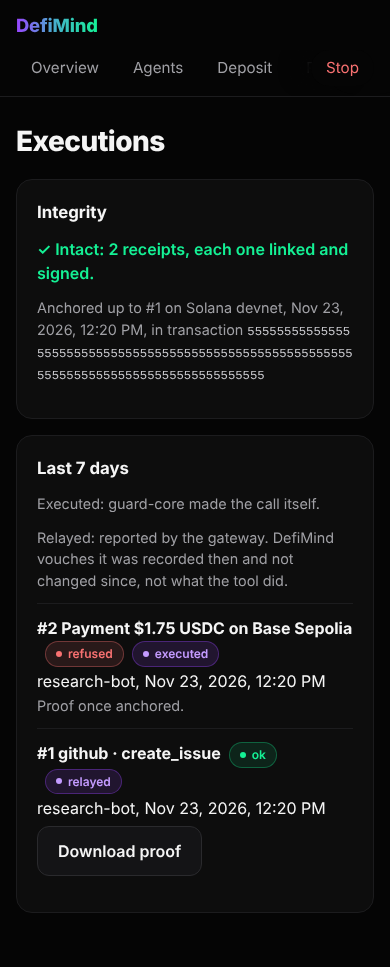 DefiMind
Overview Agents Deposit Stop
Executions
Integrity
✓ Intact: 2 receipts, each one linked and
signed.
Anchored up to #1 on Solana devnet, Nov 23,
2026, 12:20 PM, in transaction 55555555555555
5555555555555555555555555555555555555555555
5555555555555555555555555555555
Last 7 days
Executed: guard-core made the call itself.
Relayed: reported by the gateway. DefiMind
vouches it was recorded then and not
changed since, not what the tool did.
#2 Payment $1.75 USDC on Base Sepolia
refused executed
research-bot, Nov 23, 2026, 12:20 PM
Proof once anchored.
#1 github · create_issue ok
relayed
research-bot, Nov 23, 2026, 12:20 PM
Download proof